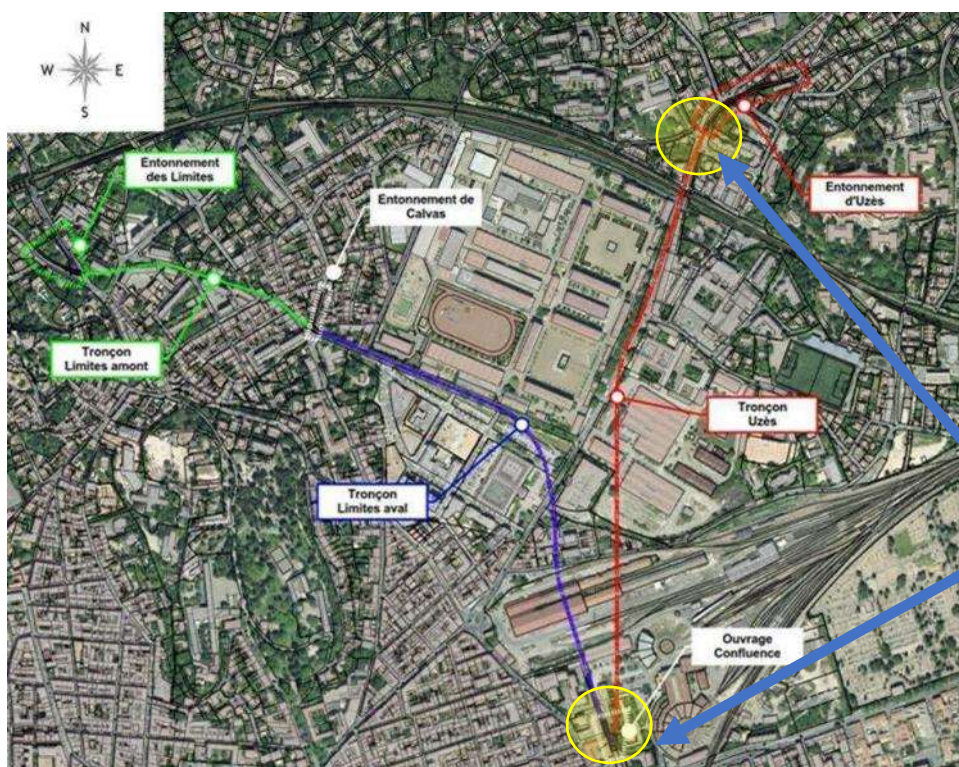 N
W E
S
Entonnement
des Limites
Entonnement de
Calvas
Entonnement
d'Uzès
Tronçon
Limites amont
Tronçon
Uzès
Tronçon
Limites aval
Ouvrage
Confluence